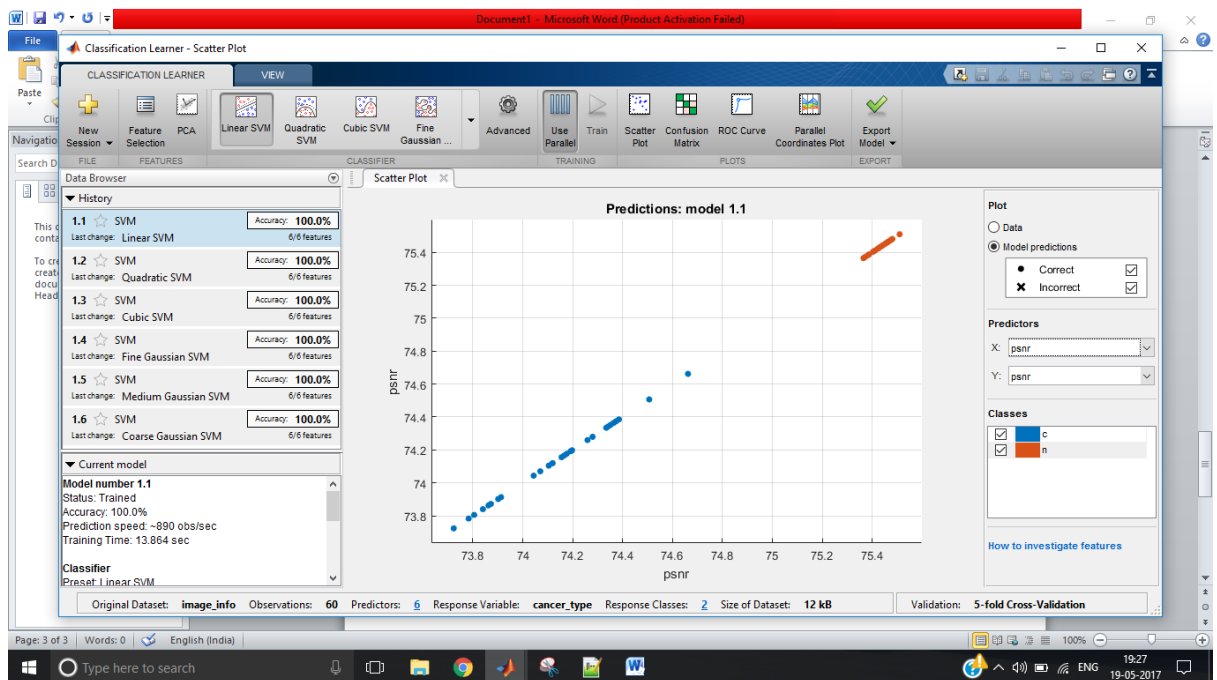 Document1 - Microsoft Word (Product Activation Failed)
File
Paste
Navigatio
Search D
This c
conta
To cre
create
docu
Head
Classification Learner - Scatter Plot
CLASSIFICATION LEARNER VIEW
New Session
Feature Selection
PCA
Linear SVM
Quadratic SVM
Cubic SVM
Fine Gaussian ...
Advanced
Use Parallel
Train
Scatter Plot
Confusion Matrix
ROC Curve
Parallel Coordinates Plot
Export Model
FILE FEATURES CLASSIFIER TRAINING PLOTS EXPORT
Data Browser
History
1.1 SVM Accuracy: 100.0%
Last change: Linear SVM 6/6 features
1.2 SVM Accuracy: 100.0%
Last change: Quadratic SVM 6/6 features
1.3 SVM Accuracy: 100.0%
Last change: Cubic SVM 6/6 features
1.4 SVM Accuracy: 100.0%
Last change: Fine Gaussian SVM 6/6 features
1.5 SVM Accuracy: 100.0%
Last change: Medium Gaussian SVM 6/6 features
1.6 SVM Accuracy: 100.0%
Last change: Coarse Gaussian SVM 6/6 features
Current model
Model number 1.1
Status: Trained
Accuracy: 100.0%
Prediction speed: ~890 obs/sec
Training Time: 13.864 sec
Classifier
Preset: Linear SVM
Scatter Plot
Predictions: model 1.1
75.4
75.2
75
74.8
74.6
74.4
74.2
74
73.8
psnr
73.8 74 74.2 74.4 74.6 74.8 75 75.2 75.4
psnr
Plot
Data
Model predictions
Correct
Incorrect
Predictors
X: psnr
Y: psnr
Classes
c
n
How to investigate features
Original Dataset: image_info Observations: 60 Predictors: 6 Response Variable: cancer_type Response Classes: 2 Size of Dataset: 12 kB Validation: 5-fold Cross-Validation
Page: 3 of 3 Words: 0 English (India) 100%
Type here to search
ENG
19:27
19-05-2017